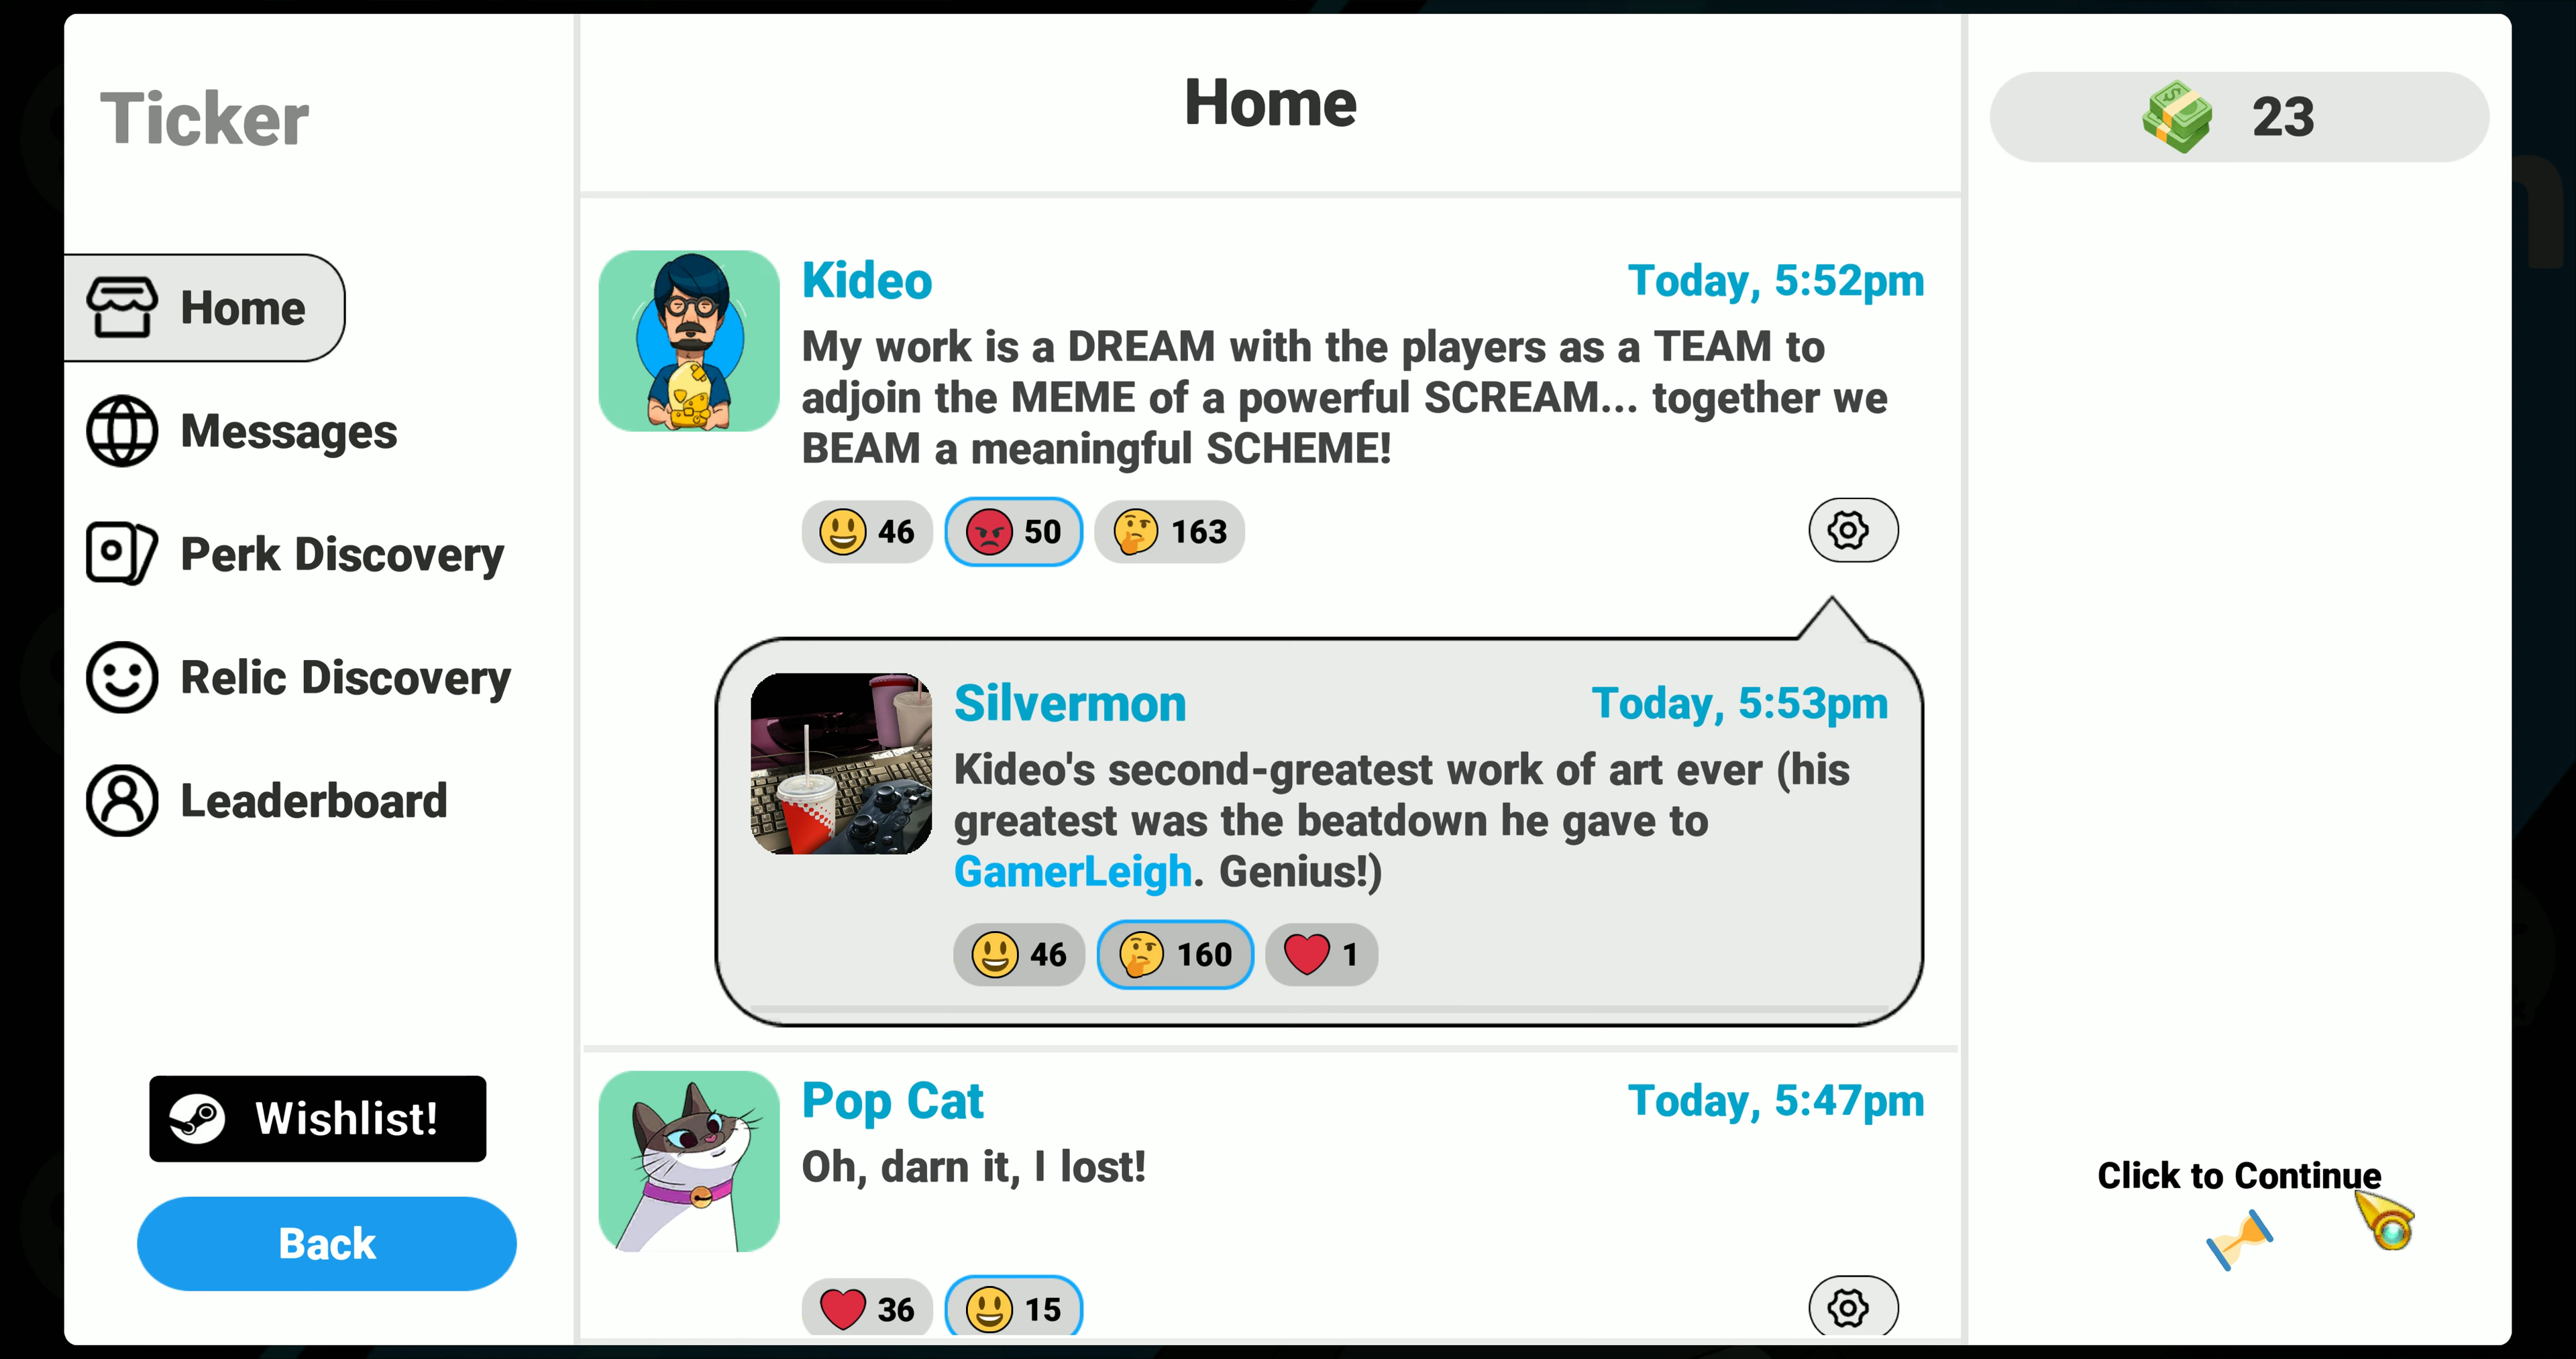 Ticker
Home
Messages
Perk Discovery
Relic Discovery
Leaderboard
Wishlist!
Back
Home
Kideo
Today, 5:52pm
My work is a DREAM with the players as a TEAM to
adjoin the MEME of a powerful SCREAM... together we
BEAM a meaningful SCHEME!
46
50
163
Silvermon
Today, 5:53pm
Kideo's second-greatest work of art ever (his
greatest was the beatdown he gave to
GamerLeigh. Genius!)
46
160
1
Pop Cat
Today, 5:47pm
Oh, darn it, I lost!
36
15
23
Click to Continue